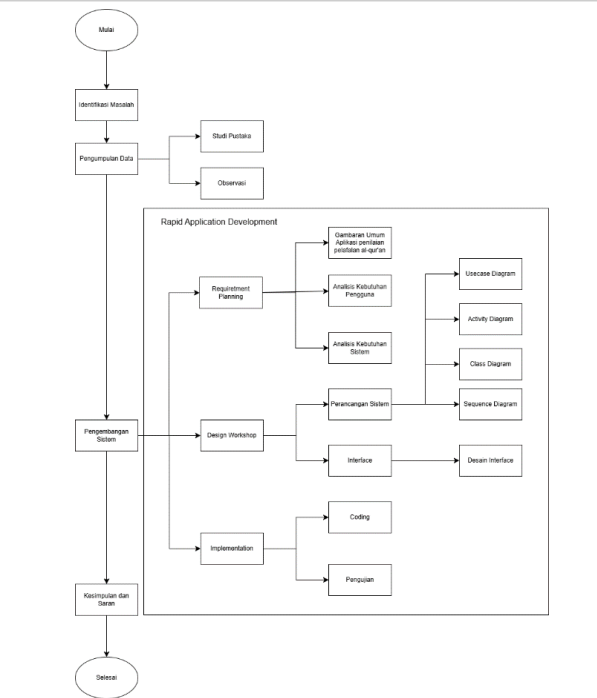 Mulai
Identifikasi Masalah
Pengumpulan Data
Studi Pustaka
Observasi
Rapid Application Development
Requiretment
Planning
Gambaran Umum
Aplikasi penilaian
pelafalan al-qur'an
Analisis Kebutuhan
Pengguna
Analisis Kebutuhan
Sistem
Usecase Diagram
Activity Diagram
Class Diagram
Sequence Diagram
Pengembangan
Sistem
Design Workshop
Perancangan Sistem
Interface
Desain Interface
Implementation
Coding
Pengujian
Kesimpulan dan
Saran
Selesai